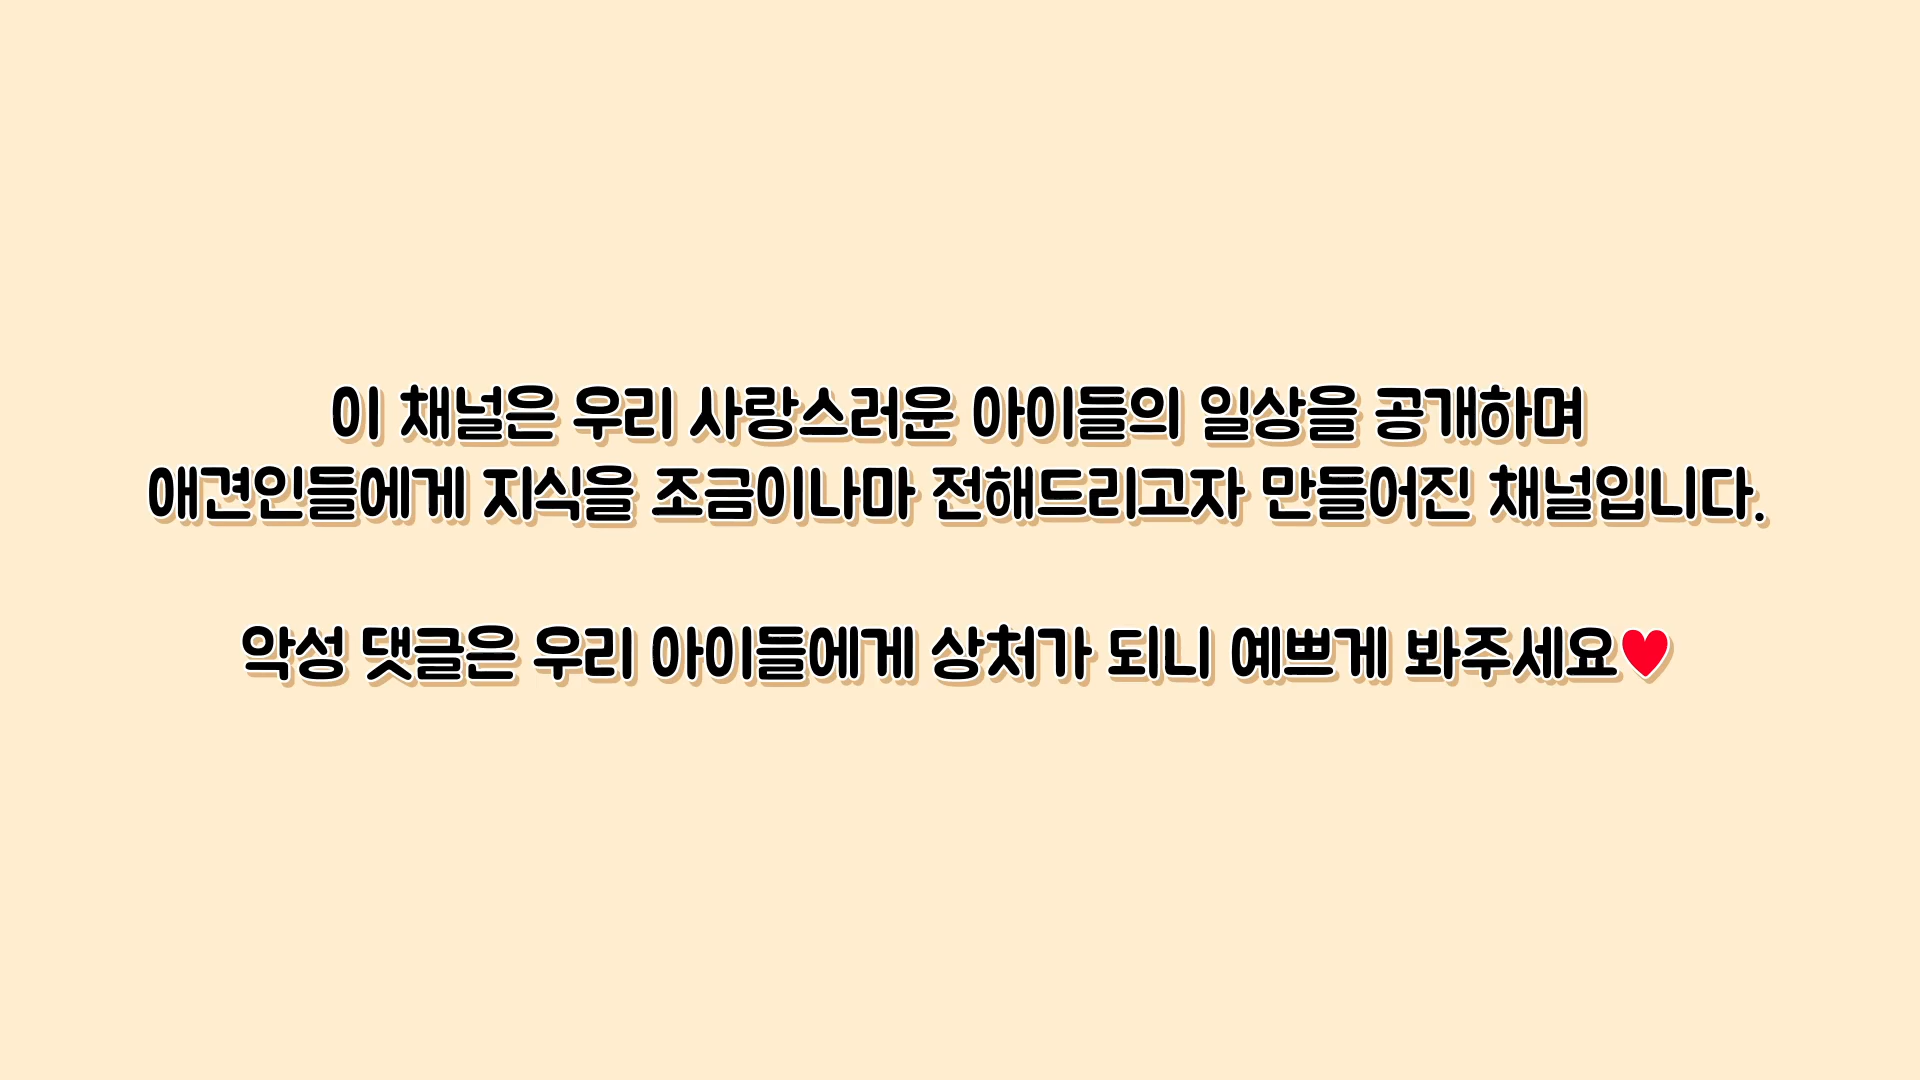 이 채널은 우리 사랑스러운 아이들의 일상을 공개하며
애견인들에게 지식을 조금이나마 전해드리고자 만들어진 채널입니다.
악성 댓글은 우리 아이들에게 상처가 되니 예쁘게 봐주세요♥